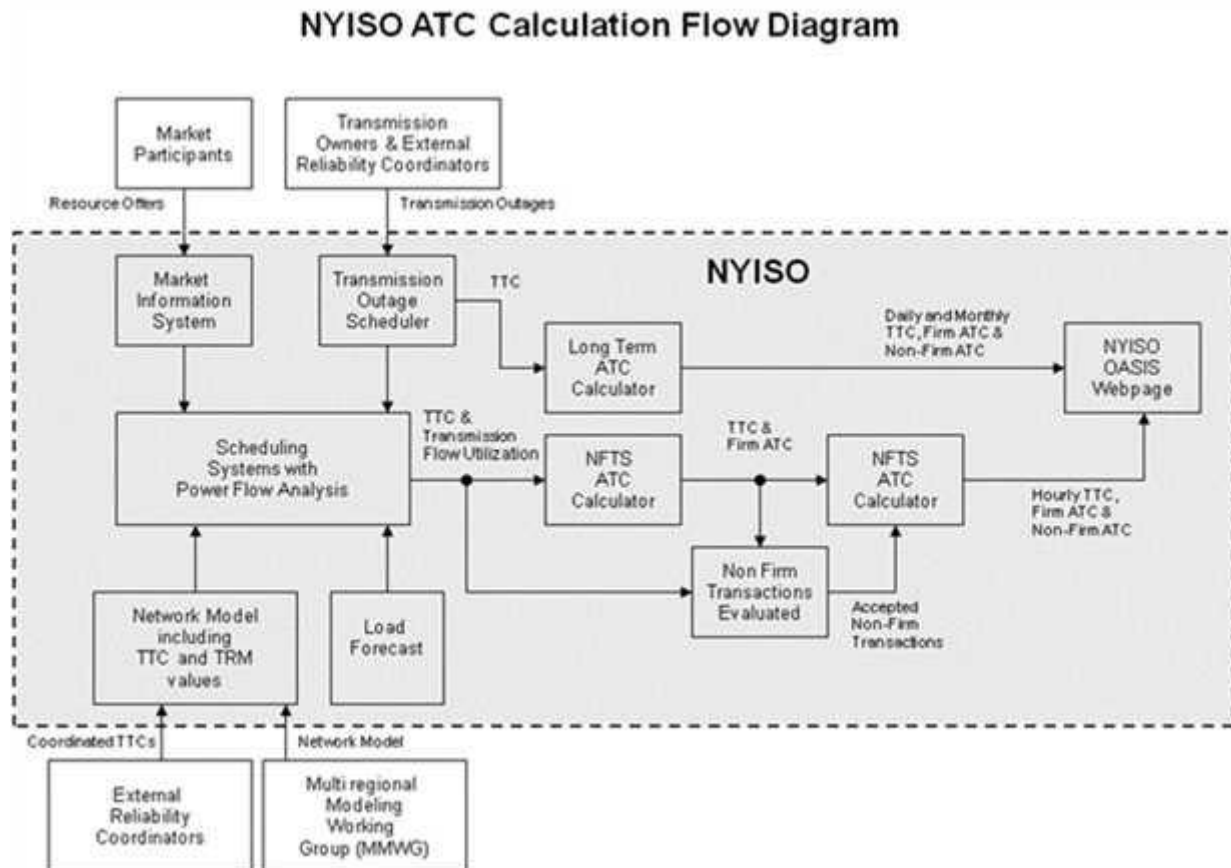 NYISO ATC Calculation Flow Diagram
Market
Participants
Transmission
Owners & External
Reliability Coordinators
Resource Offers
Transmission Outages
NYISO
Market
Information
System
Transmission
Outage
Scheduler
TTC
Long Term
ATC
Calculator
Daily and Monthly
TTC, Firm ATC &
Non-Firm ATC
NYISO
OASIS
Webpage
Scheduling
Systems with
Power Flow Analysis
TTC &
Transmission
Flow Utilization
NFTS
ATC
Calculator
TTC &
Firm ATC
NFTS
ATC
Calculator
Hourly TTC,
Firm ATC &
Non-Firm ATC
Non Firm
Transactions
Evaluated
Accepted
Non-Firm
Transactions
Network Model
including
TTC and TRM
values
Load
Forecast
Coordinated TTCs
Network Model
External
Reliability
Coordinators
Multi regional
Modeling
Working
Group (MMWG)